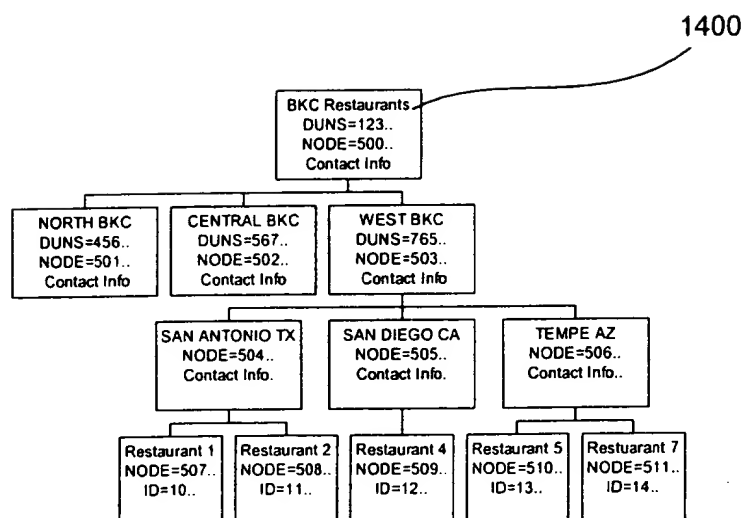 1400
BKC Restaurants
DUNS=123..
NODE=500..
Contact Info
NORTH BKC
DUNS=456..
NODE=501..
Contact Info
CENTRAL BKC
DUNS=567..
NODE=502..
Contact Info
WEST BKC
DUNS=765..
NODE=503..
Contact Info
SAN ANTONIO TX
NODE=504..
Contact Info.
SAN DIEGO CA
NODE=505..
Contact Info.
TEMPE AZ
NODE=506..
Contact Info..
Restaurant 1
NODE=507..
ID=10..
Restaurant 2
NODE=508..
ID=11..
Restaurant 4
NODE=509..
ID=12..
Restaurant 5
NODE=510..
ID=13..
Restuarant 7
NODE=511..
ID=14..